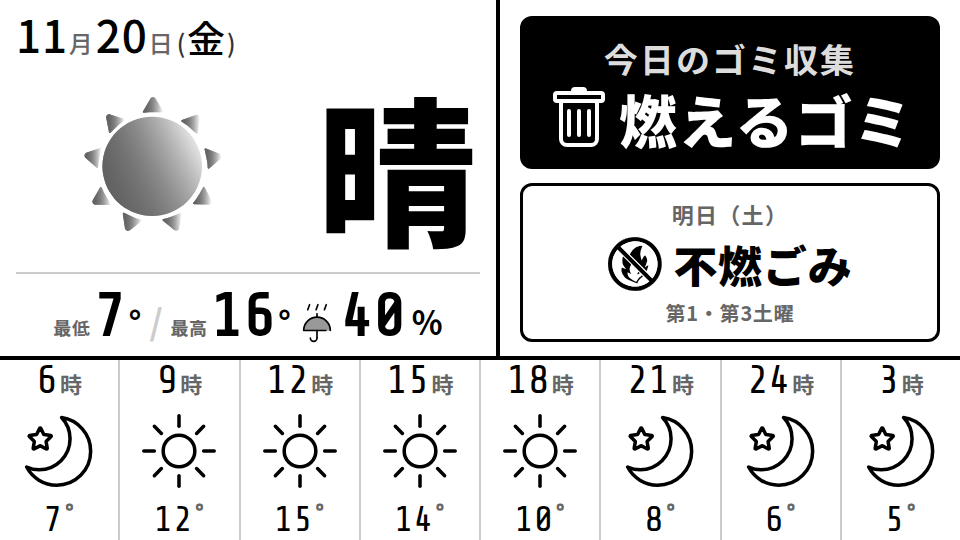 11月20日(金)
晴
最低 7° / 最高 16° 40%
今日のゴミ収集
燃えるゴミ
明日（土）
不燃ごみ
第1・第3土曜
6時 9時 12時 15時 18時 21時 24時 3時
7° 12° 15° 14° 10° 8° 6° 5°